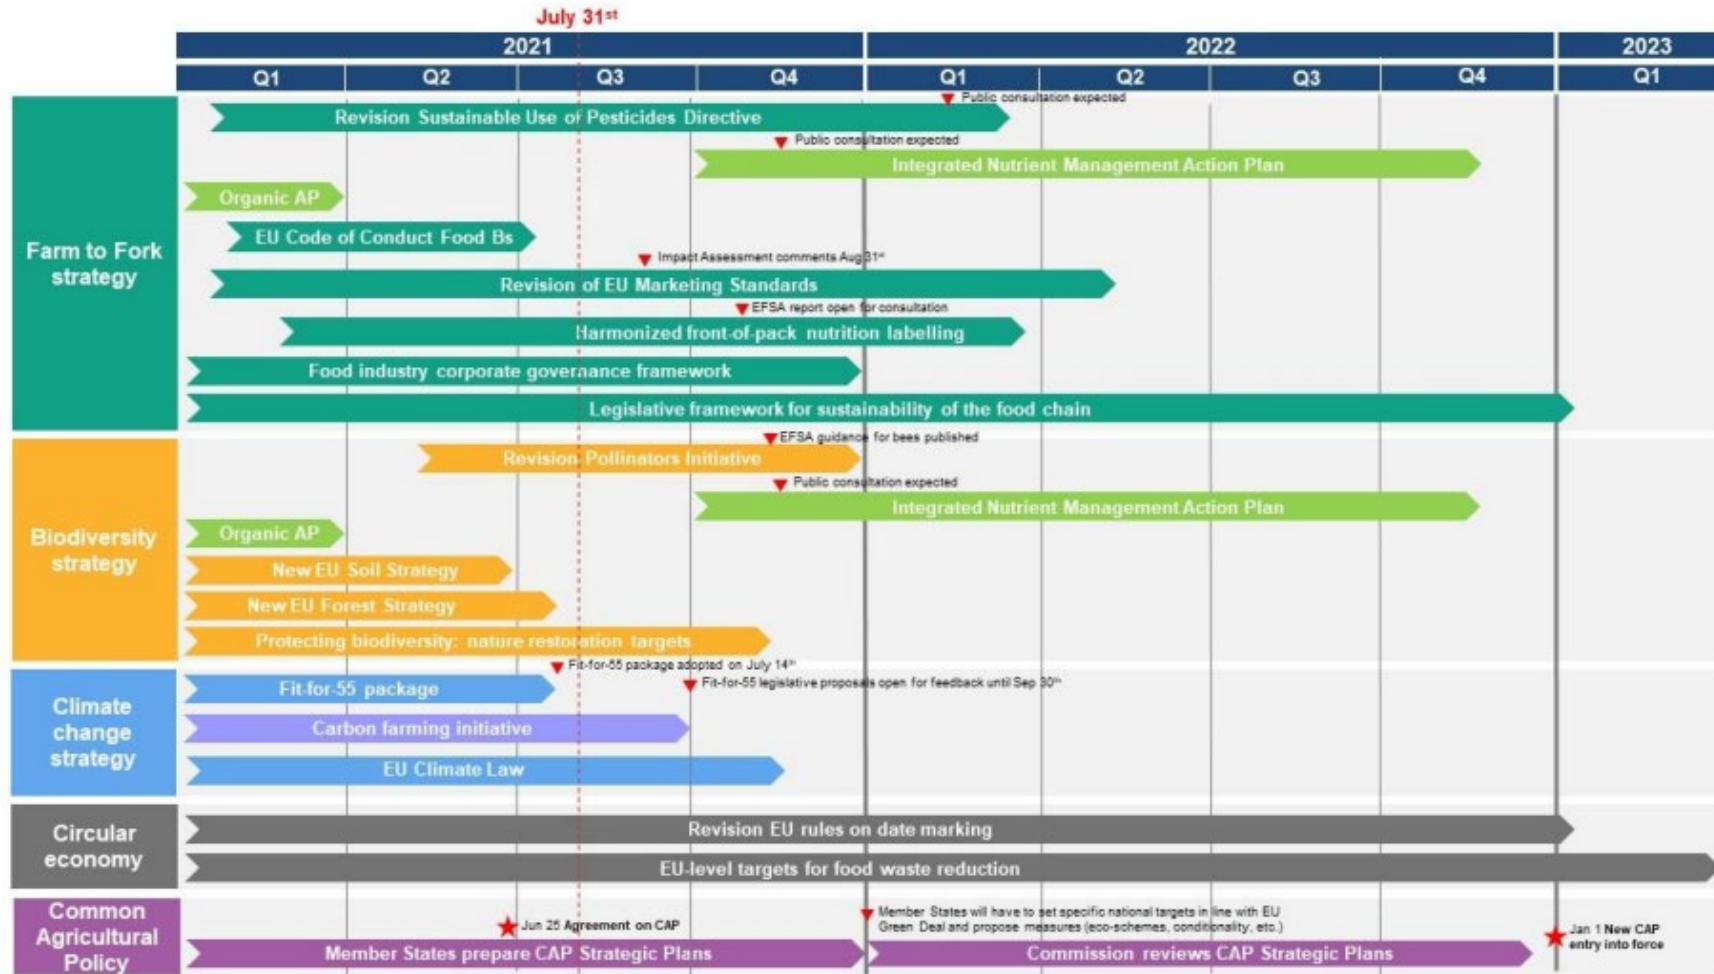 July 31st
2021
2022
2023
Q1
Q2
Q3
Q4
Q1
Q2
Q3
Q4
Q1
Farm to Fork
strategy
Public consultation expected
Revision Sustainable Use of Pesticides Directive
Public consultation expected
Integrated Nutrient Management Action Plan
Organic AP
EU Code of Conduct Food Bs
Impact Assessment comments Aug 31st
Revision of EU Marketing Standards
EFSA report open for consultation
Harmonized front-of-pack nutrition labelling
Food industry corporate governance framework
Legislative framework for sustainability of the food chain
Biodiversity
strategy
EFSA guidance for bees published
Revision Pollinators Initiative
Public consultation expected
Integrated Nutrient Management Action Plan
Organic AP
New EU Soil Strategy
New EU Forest Strategy
Protecting biodiversity: nature restoration targets
Climate
change
strategy
Fit-for-55 package adopted on July 14th
Fit-for-55 package
Fit-for-55 legislative proposals open for feedback until Sep 30th
Carbon farming initiative
EU Climate Law
Circular
economy
Revision EU rules on date marking
EU-level targets for food waste reduction
Common
Agricultural
Policy
Jun 25 Agreement on CAP
Member States will have to set specific national targets in line with EU
Green Deal and propose measures (eco-schemes, conditionality, etc.)
Jan 1 New CAP
entry into force
Member States prepare CAP Strategic Plans
Commission reviews CAP Strategic Plans